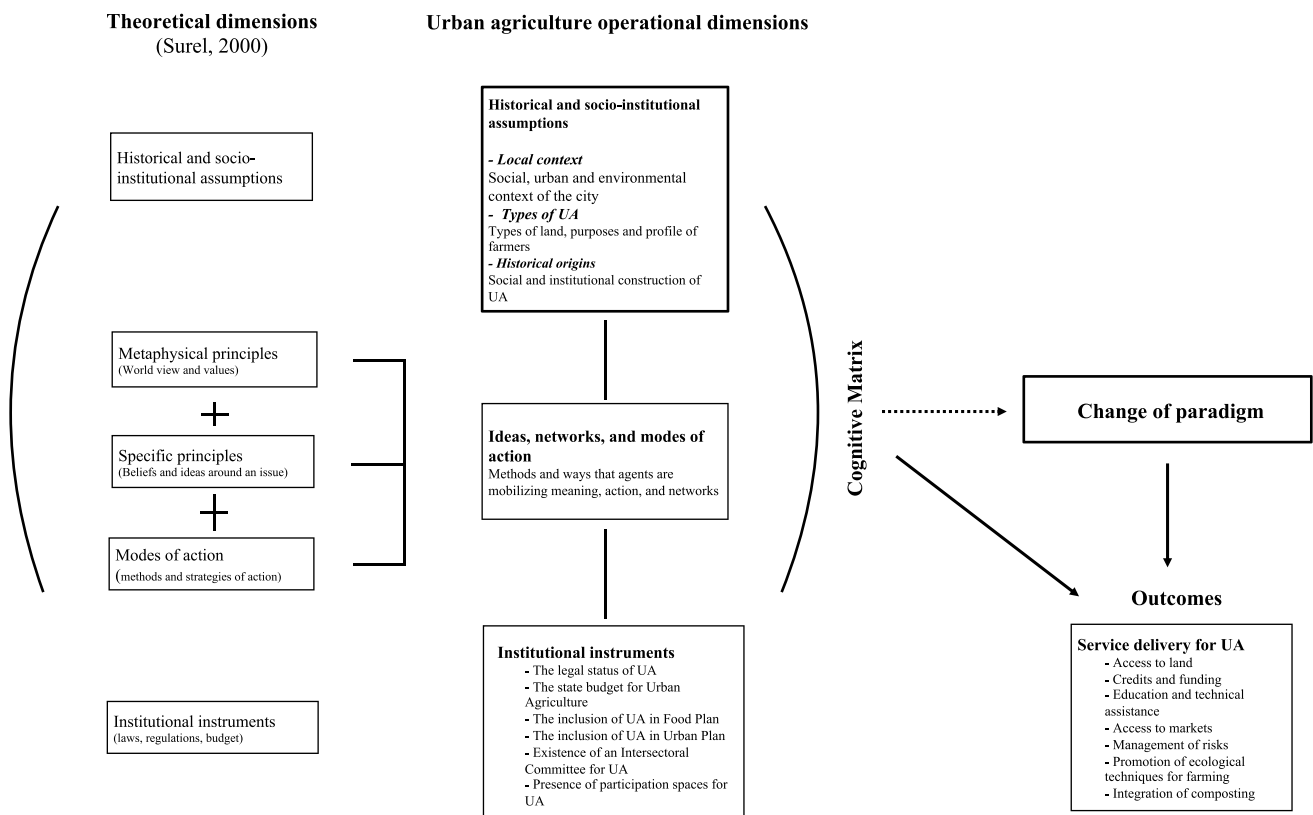 Theoretical dimensions
(Surel, 2000)
Historical and socio-
institutional assumptions
Metaphysical principles
(World view and values)
+
Specific principles
(Beliefs and ideas around an issue)
+
Modes of action
(methods and strategies of action)
Institutional instruments
(laws, regulations, budget)
Urban agriculture operational dimensions
Historical and socio-institutional
assumptions
- Local context
Social, urban and environmental
context of the city
- Types of UA
Types of land, purposes and profile of
farmers
- Historical origins
Social and institutional construction of
UA
Ideas, networks, and modes of
action
Methods and ways that agents are
mobilizing meaning, action, and networks
Institutional instruments
- The legal status of UA
- The state budget for Urban
Agriculture
- The inclusion of UA in Food Plan
- The inclusion of UA in Urban Plan
- Existence of an Intersectoral
Committee for UA
- Presence of participation spaces for
UA
Cognitive Matrix
Change of paradigm
Outcomes
Service delivery for UA
- Access to land
- Credits and funding
- Education and technical
assistance
- Access to markets
- Management of risks
- Promotion of ecological
techniques for farming
- Integration of composting